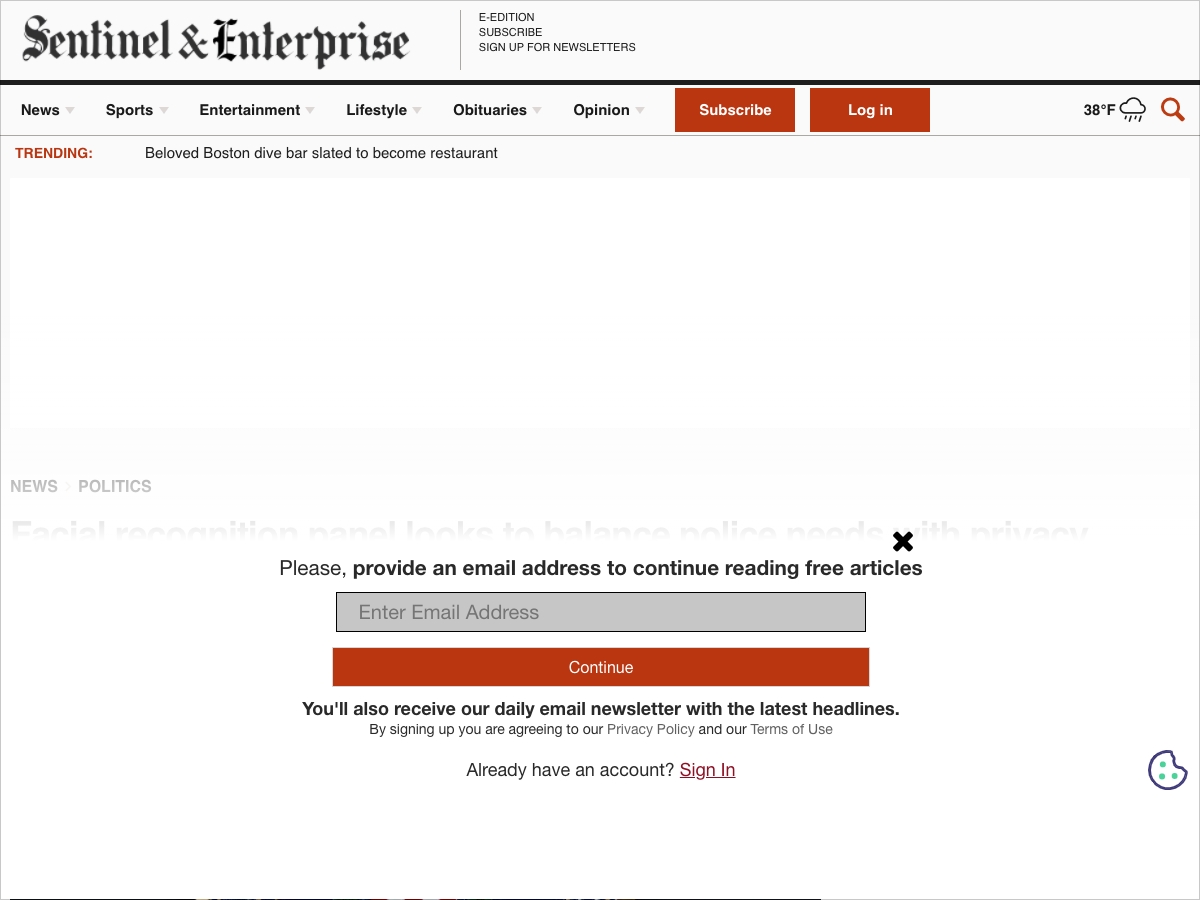 Sentinel & Enterprise
E-EDITION
SUBSCRIBE
SIGN UP FOR NEWSLETTERS
News Sports Entertainment Lifestyle Obituaries Opinion Subscribe Log in 38°F
TRENDING: Beloved Boston dive bar slated to become restaurant
NEWS POLITICS
Facial recognition panel looks to balance police needs with privacy
Please, provide an email address to continue reading free articles
Enter Email Address
Continue
You'll also receive our daily email newsletter with the latest headlines.
By signing up you are agreeing to our Privacy Policy and our Terms of Use
Already have an account? Sign In